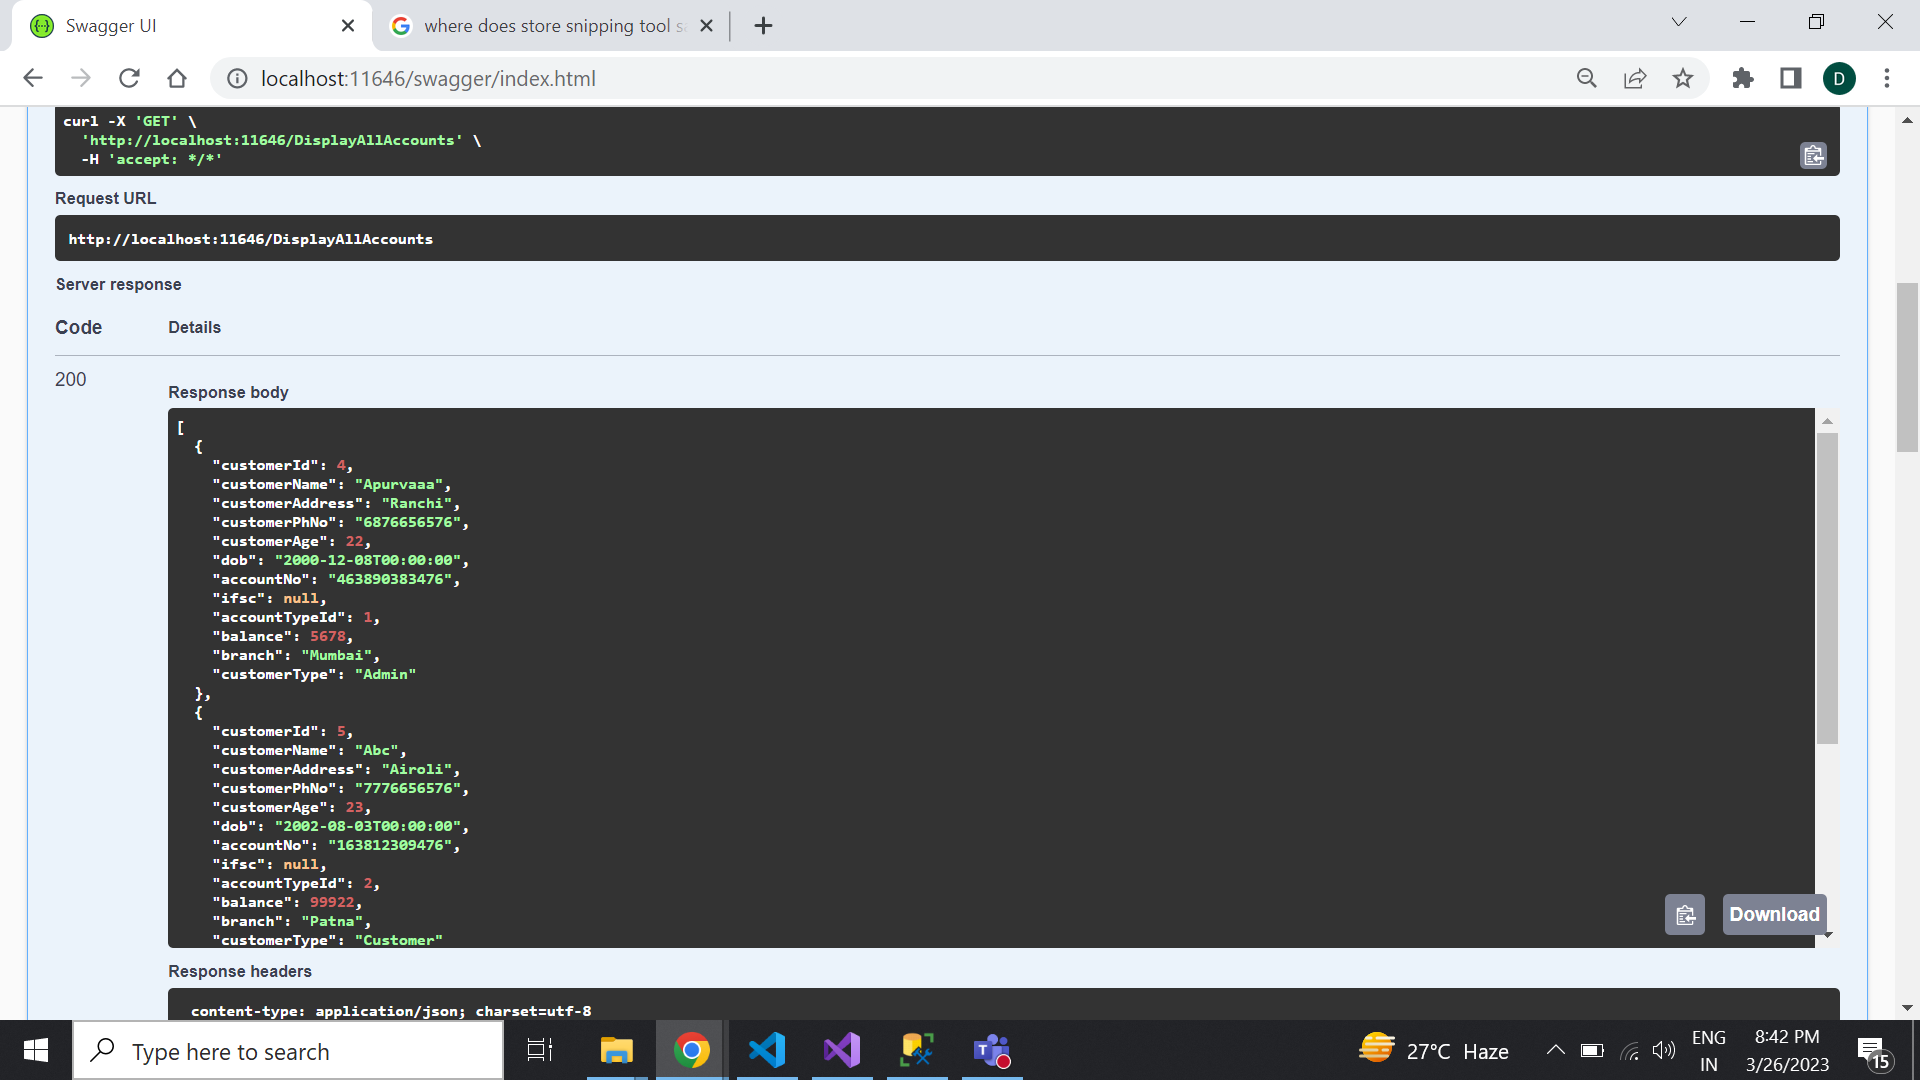 Swagger UI
where does store snipping tool sa
localhost:11646/swagger/index.html
D
curl -X 'GET' \
'http://localhost:11646/DisplayAllAccounts' \
-H 'accept: */*'
Request URL
http://localhost:11646/DisplayAllAccounts
Server response
Code Details
200
Response body
[
{
"customerId": 4,
"customerName": "Apurvaaa",
"customerAddress": "Ranchi",
"customerPhNo": "6876656576",
"customerAge": 22,
"dob": "2000-12-08T00:00:00",
"accountNo": "463890383476",
"ifsc": null,
"accountTypeId": 1,
"balance": 5678,
"branch": "Mumbai",
"customerType": "Admin"
},
{
"customerId": 5,
"customerName": "Abc",
"customerAddress": "Airoli",
"customerPhNo": "7776656576",
"customerAge": 23,
"dob": "2002-08-03T00:00:00",
"accountNo": "163812309476",
"ifsc": null,
"accountTypeId": 2,
"balance": 99922,
"branch": "Patna",
"customerType": "Customer"
Download
Response headers
content-type: application/json; charset=utf-8
Type here to search
27°C Haze
ENG
IN
8:42 PM
3/26/2023
15